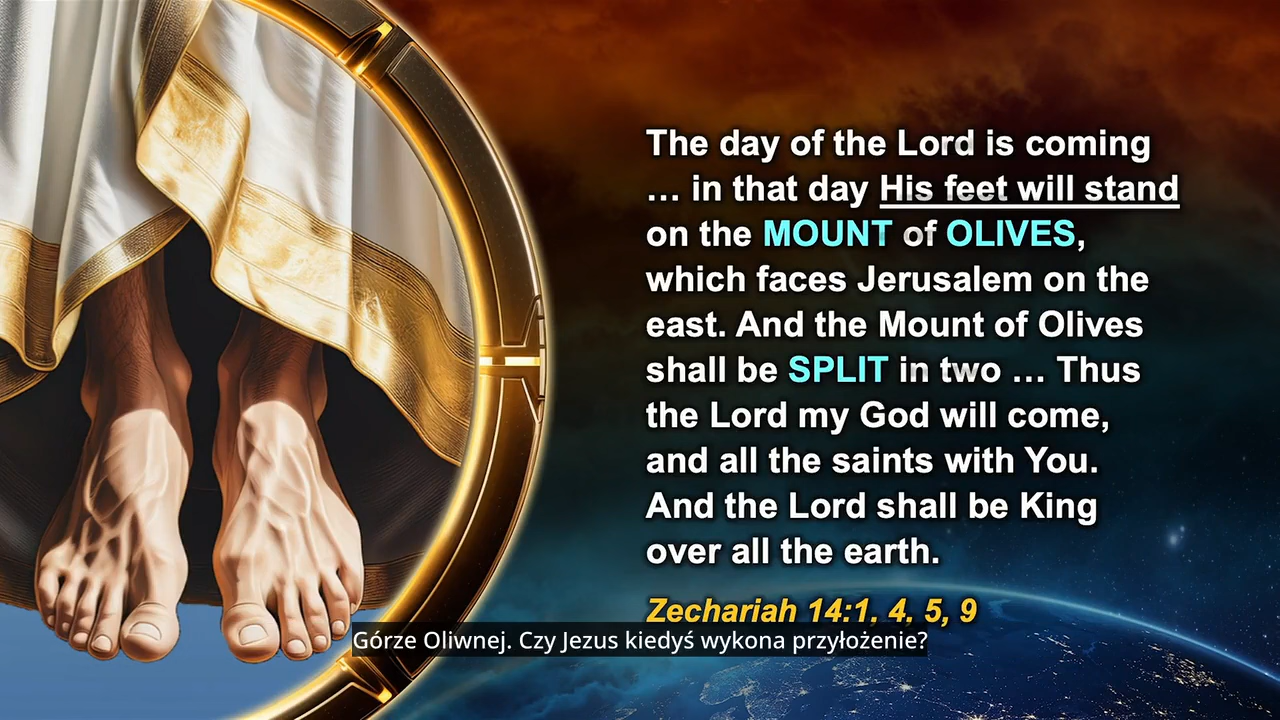 The day of the Lord is coming
… in that day His feet will stand
on the MOUNT of OLIVES,
which faces Jerusalem on the
east. And the Mount of Olives
shall be SPLIT in two … Thus
the Lord my God will come,
and all the saints with You.
And the Lord shall be King
over all the earth.
Zechariah 14:1, 4, 5, 9
Górze Oliwnej. Czy Jezus kiedyś wykona przyłożenie?